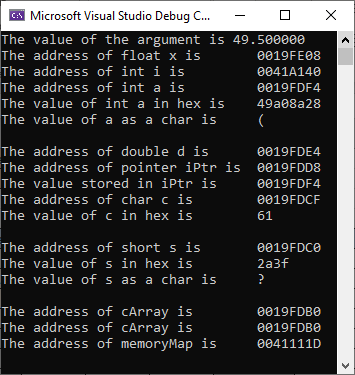 Microsoft Visual Studio Debug C...
The value of the argument is 49.500000
The address of float x is 0019FE08
The address of int i is 0041A140
The address of int a is 0019FDF4
The value of int a in hex is 49a08a28
The value of a as a char is (
The address of double d is 0019FDE4
The address of pointer iPtr is 0019FDD8
The value stored in iPtr is 0019FDF4
The address of char c is 0019FDCF
The value of c in hex is 61
The address of short s is 0019FDC0
The value of s in hex is 2a3f
The value of s as a char is ?
The address of cArray is 0019FDB0
The address of cArray is 0019FDB0
The address of memoryMap is 0041111D